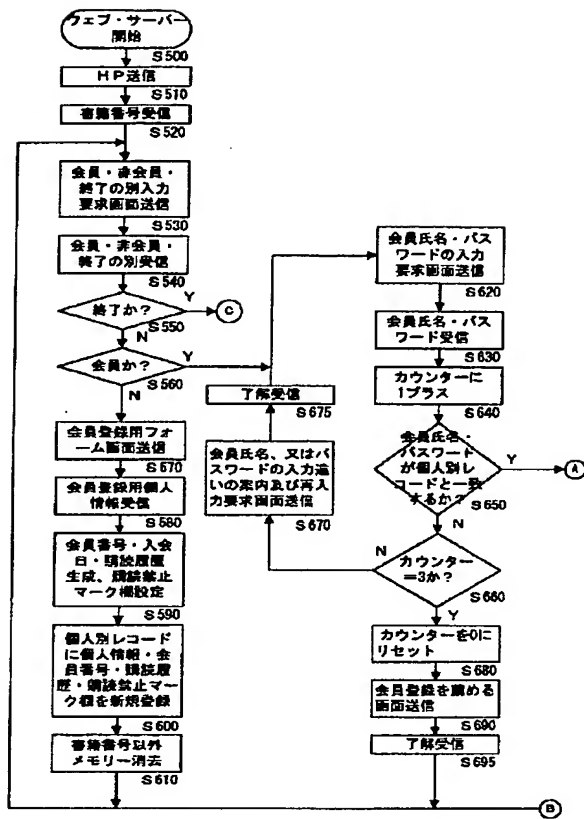 ウェブ・サーバー
開始
S500
HP送信
S510
書籍番号受信
S520
会員・非会員・
終了の別入力
要求画面送信
S530
会員・非会員・
終了の別受信
S540
終了か？
Y
C
S550
N
会員か？
Y
S560
N
会員登録用フォ
ーム画面送信
S570
会員登録用個人
情報受信
S580
会員番号・入会
日・購読履歴
生成、購読禁止
マーク欄設定
S590
個人別レコード
に個人情報・会
員番号・購読履
歴・購読禁止マー
ク欄を新規登録
S600
書籍番号以外
メモリー消去
S610
了解受信
S675
会員氏名、又はパ
スワードの入力違い
の案内及び再入
力要求画面送信
S670
会員氏名・パス
ワードの入力
要求画面送信
S620
会員氏名・パス
ワード受信
S630
カウンターに
1プラス
S640
会員氏名・
パスワード
が個人別レ
コードと一致
するか？
Y
A
S650
N
カウンター
=3か？
N
S660
Y
カウンターを0に
リセット
S680
会員登録を薦める
画面送信
S690
了解受信
S695
B